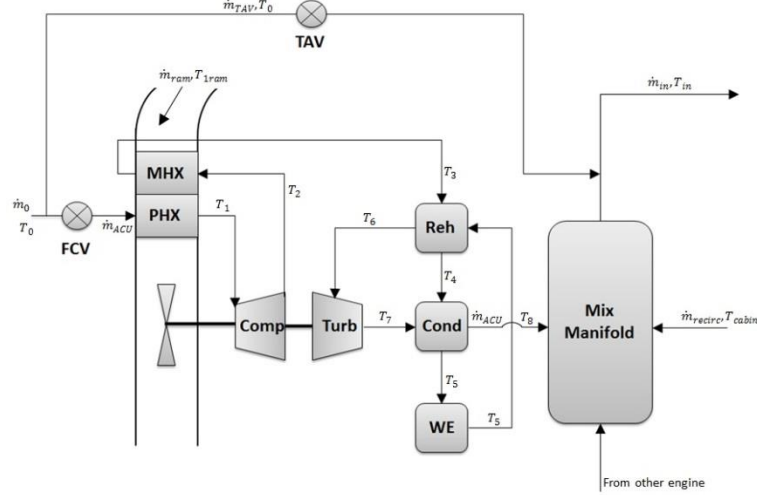 ṁ_TAV, T_0
TAV
ṁ_ram, T_1ram
ṁ_in, T_in
MHX
T_2
T_3
ṁ_0
T_0
FCV
ṁ_ACU
PHX
T_1
T_6
Reh
T_4
Comp
Turb
T_7
Cond
ṁ_ACU
T_8
Mix
Manifold
ṁ_recirc, T_cabin
T_5
WE
T_5
From other engine